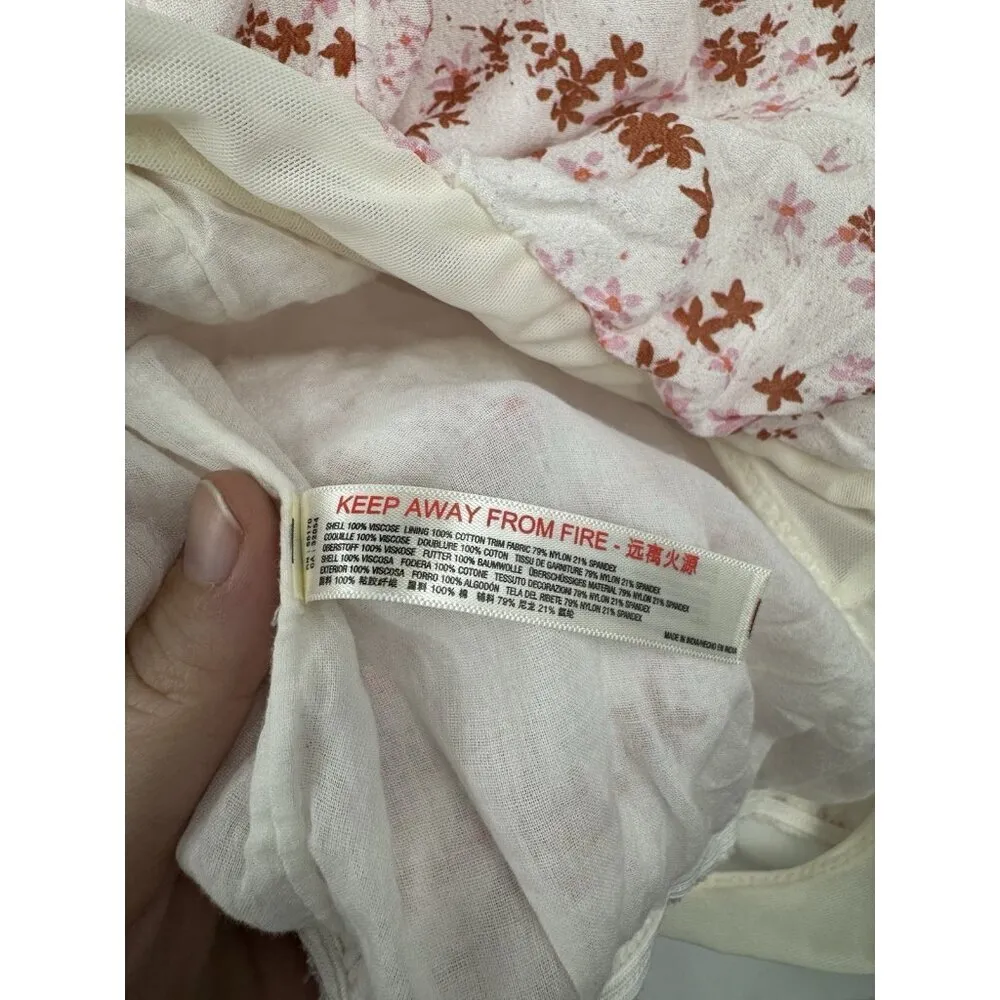 KEEP AWAY FROM FIRE - 远离火源
SHELL 100% VISCOSE LINING 100% COTTON TRIM FABRIC 79% NYLON 21% SPANDEX
COQUILLE 100% VISCOSE DOUBLURE 100% COTON TISSU DE GARNITURE 79% NYLON 21% SPANDEX
ÜBERSTOFF 100% VISKOSE FUTTER 100% BAUMWOLLE ÜBERSCHÜSSIGES MATERIAL 79% NYLON 21% SPANDEX
SHELL 100% VISCOSA FODERA 100% COTONE TESSUTO DECORAZIONI 79% NYLON 21% SPANDEX
EXTERIOR 100% VISCOSA FORRO 100% ALGODÓN TELA DEL RIBETE 79% NYLON 21% SPANDEX
面料 100% 粘胶纤维 里料 100% 棉 辅料 79% 尼龙 21% 氨纶
MADE IN INDIA/HECHO EN INDIA